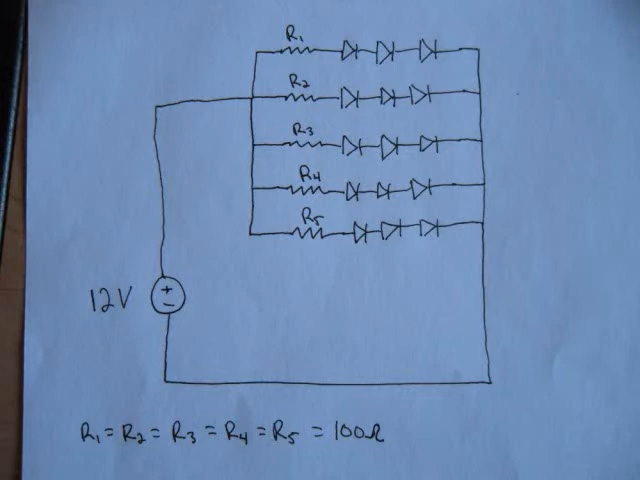 R1
R2
R3
R4
R5
+
12V
−
R1 = R2 = R3 = R4 = R5 = 100Ω